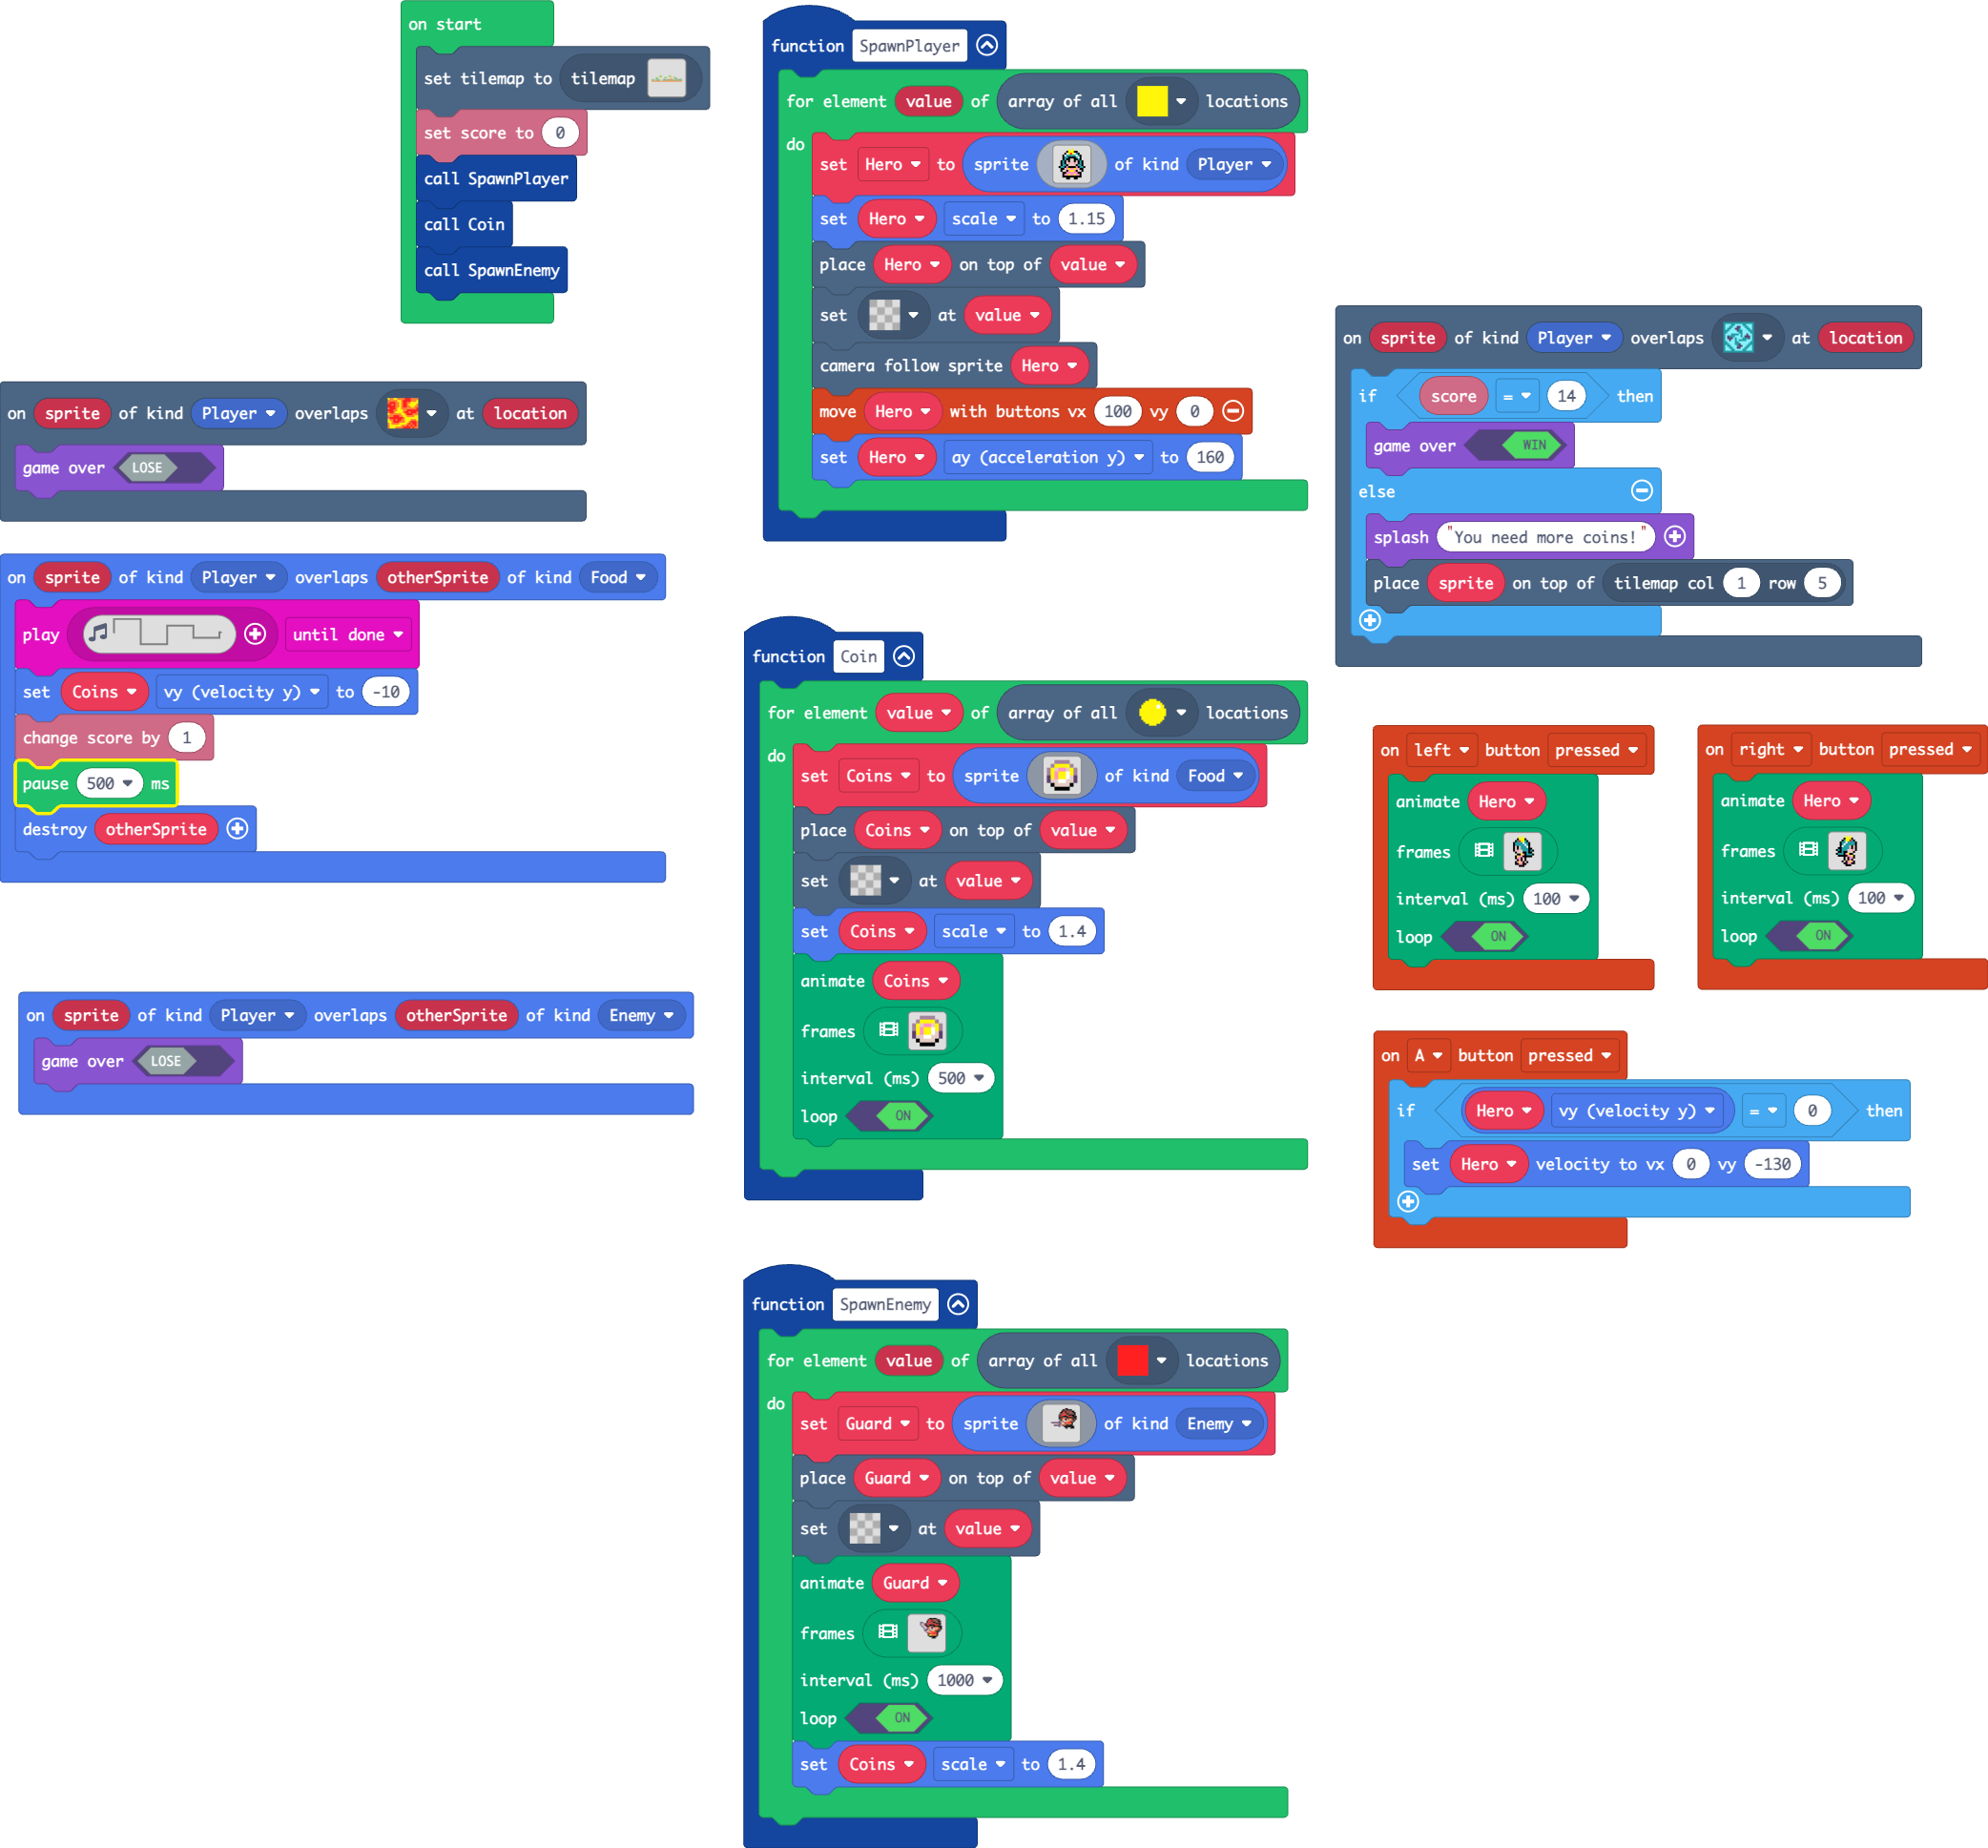 on start
set tilemap to tilemap
set score to 0
call SpawnPlayer
call Coin
call SpawnEnemy
on sprite of kind Player overlaps at location
game over LOSE
on sprite of kind Player overlaps otherSprite of kind Food
play until done
set Coins vy (velocity y) to -10
change score by 1
pause 500 ms
destroy otherSprite
on sprite of kind Player overlaps otherSprite of kind Enemy
game over LOSE
function SpawnPlayer
for element value of array of all locations
do
set Hero to sprite of kind Player
set Hero scale to 1.15
place Hero on top of value
set at value
camera follow sprite Hero
move Hero with buttons vx 100 vy 0
set Hero ay (acceleration y) to 160
function Coin
for element value of array of all locations
do
set Coins to sprite of kind Food
place Coins on top of value
set at value
set Coins scale to 1.4
animate Coins
frames
interval (ms) 500
loop ON
function SpawnEnemy
for element value of array of all locations
do
set Guard to sprite of kind Enemy
place Guard on top of value
set at value
animate Guard
frames
interval (ms) 1000
loop ON
set Coins scale to 1.4
on sprite of kind Player overlaps at location
if score = 14 then
game over WIN
else
splash "You need more coins!"
place sprite on top of tilemap col 1 row 5
on left button pressed
animate Hero
frames
interval (ms) 100
loop ON
on right button pressed
animate Hero
frames
interval (ms) 100
loop ON
on A button pressed
if Hero vy (velocity y) = 0 then
set Hero velocity to vx 0 vy -130